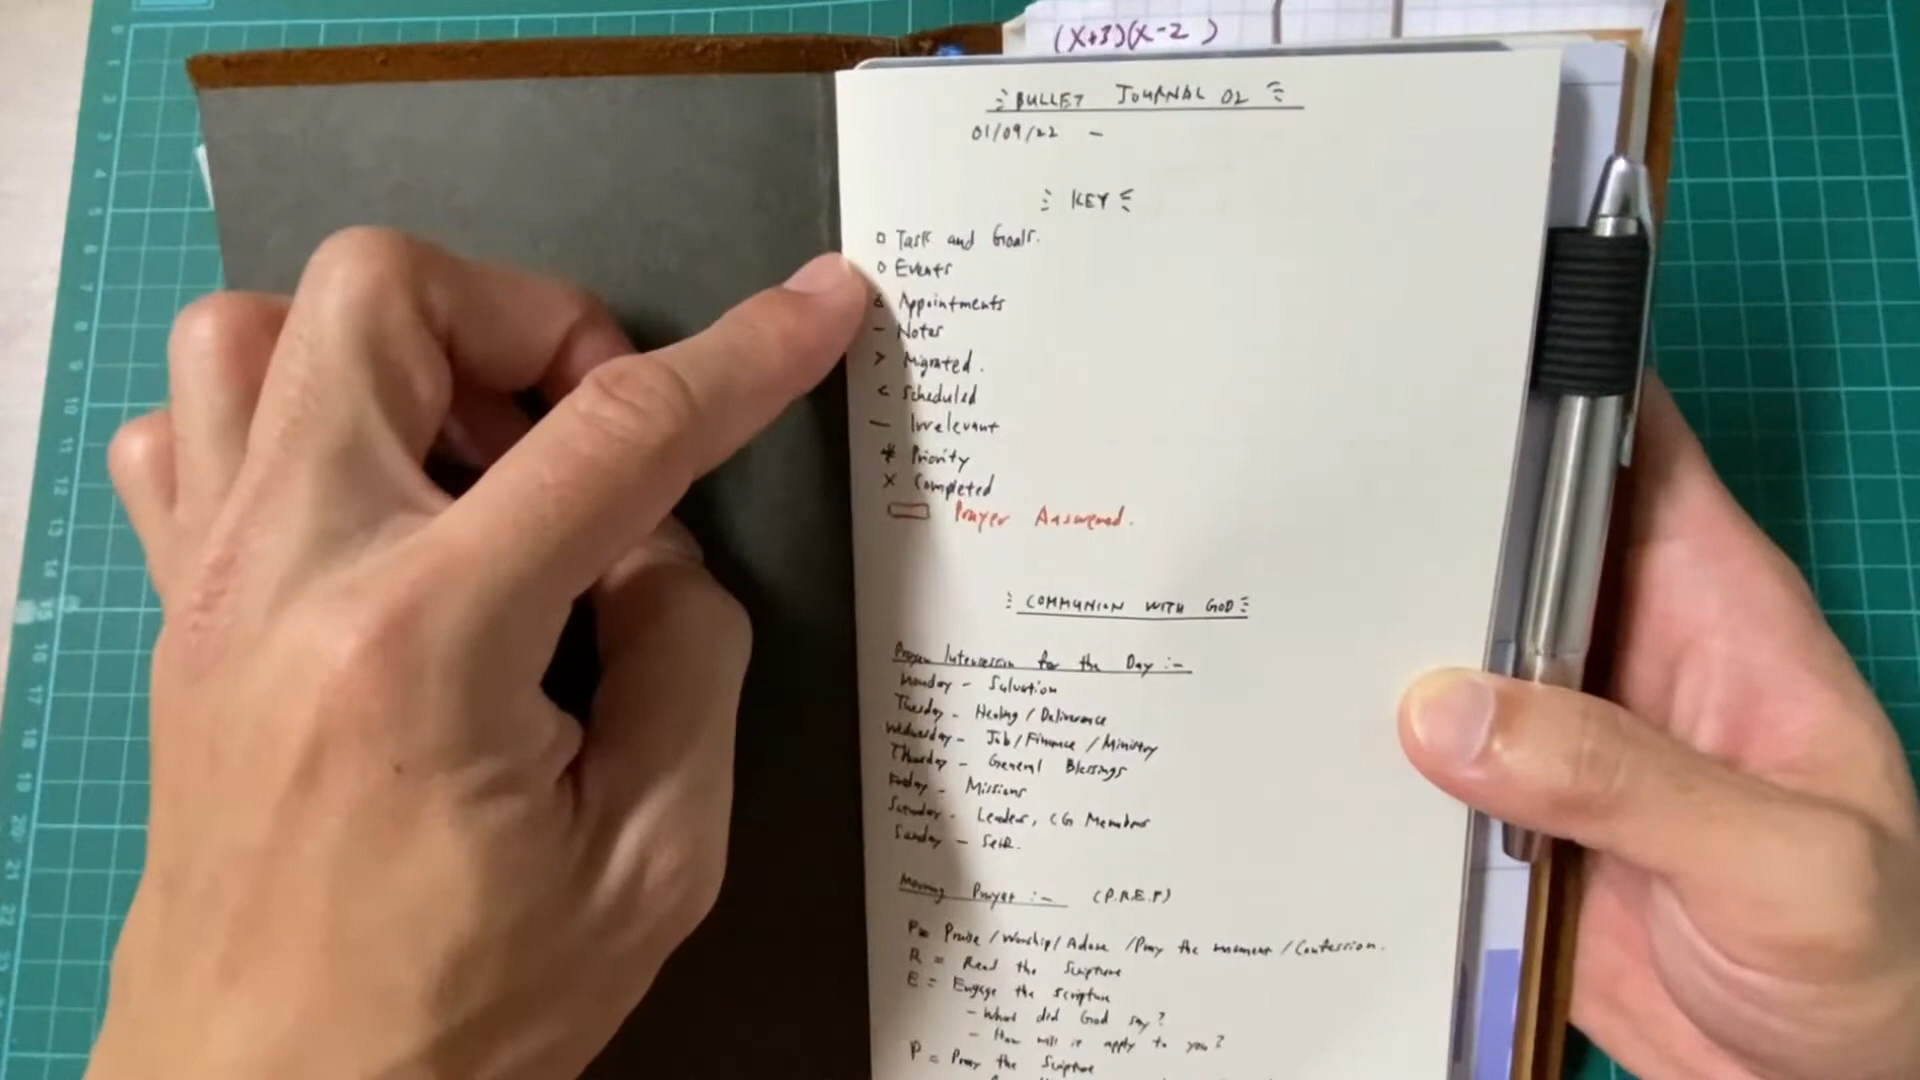 (x+3)(x-2)
BULLET JOURNAL 02
01/09/22 -
KEY
□ Task and Goals.
○ Events
△ Appointments
- Notes
> Migrated.
< Scheduled
— Irrelevant
* Priority
× Completed
▭ Prayer Answered.
COMMUNION WITH GOD
Prayer Intercession for the Day :-
Monday - Salvation
Tuesday - Healing / Deliverance
Wednesday - Job / Finance / Ministry
Thursday - General Blessings
Friday - Missions
Saturday - Leaders, CG Members
Sunday - Self.
Morning Prayer :- (P.R.E.P)
P = Praise / Worship / Adore / Pray the moment / Confession.
R = Read the Scripture
E = Engage the Scripture
- What did God say?
- How will it apply to you?
P = Pray the Scripture